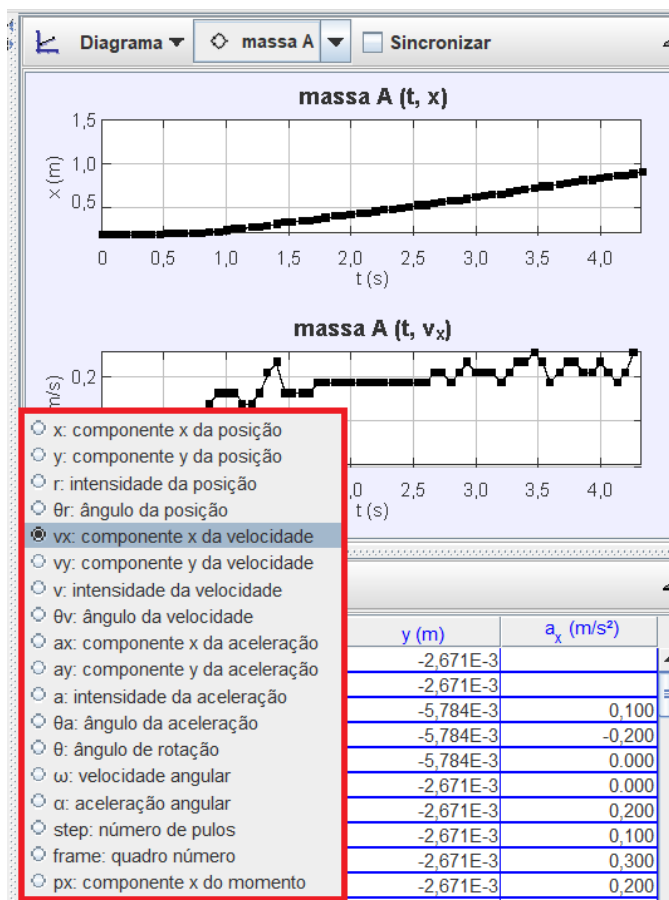 Diagrama massa A Sincronizar
massa A (t, x)
1,5
1,0
0,5
x (m)
0 0,5 1,0 1,5 2,0 2,5 3,0 3,5 4,0
t (s)
massa A (t, vx)
0,2
m/s)
,0 2,5 3,0 3,5 4,0
t (s)
x: componente x da posição
y: componente y da posição
r: intensidade da posição
θr: ângulo da posição
vx: componente x da velocidade
vy: componente y da velocidade
v: intensidade da velocidade
θv: ângulo da velocidade
ax: componente x da aceleração
ay: componente y da aceleração
a: intensidade da aceleração
θa: ângulo da aceleração
θ: ângulo de rotação
ω: velocidade angular
α: aceleração angular
step: número de pulos
frame: quadro número
px: componente x do momento
y (m) ax (m/s²)
-2,671E-3
-2,671E-3
-5,784E-3 0,100
-5,784E-3 -0,200
-5,784E-3 0.000
-2,671E-3 0.000
-2,671E-3 0,200
-2,671E-3 0,100
-2,671E-3 0,300
-2,671E-3 0,200